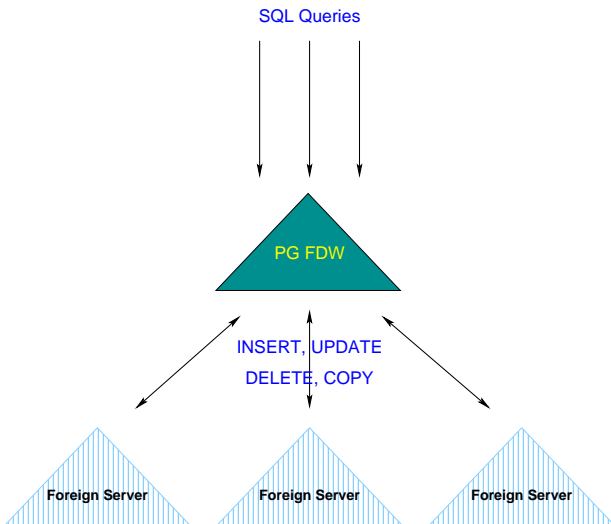 SQL Queries
PG FDW
INSERT, UPDATE
DELETE, COPY
Foreign Server
Foreign Server
Foreign Server